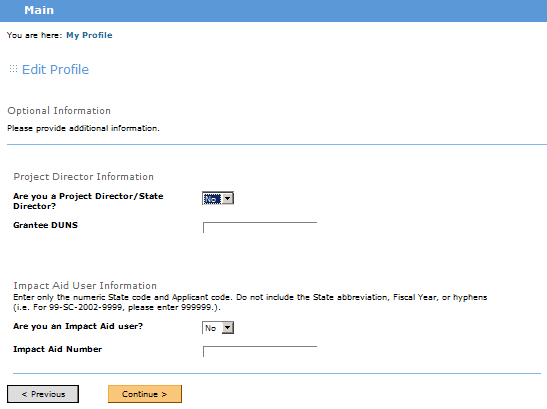 Main
You are here: My Profile
Edit Profile
Optional Information
Please provide additional information.
Project Director Information
Are you a Project Director/State
Director?
No
Grantee DUNS
Impact Aid User Information
Enter only the numeric State code and Applicant code. Do not include the State abbreviation, Fiscal Year, or hyphens
(i.e. For 99-SC-2002-9999, please enter 999999.).
Are you an Impact Aid user?
No
Impact Aid Number
< Previous
Continue >